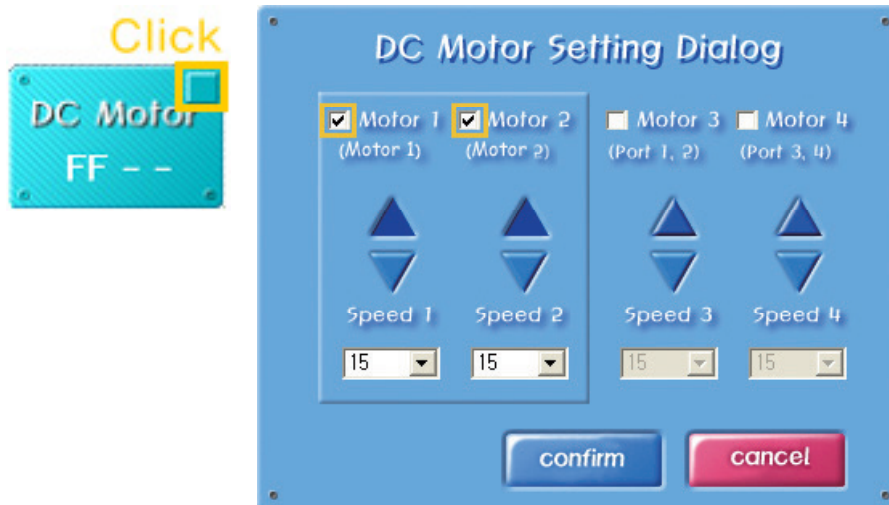 Click
DC Motor
FF - -
DC Motor Setting Dialog
Motor 1 Motor 2 Motor 3 Motor 4
(Motor 1) (Motor 2) (Port 1, 2) (Port 3, 4)
Speed 1 Speed 2 Speed 3 Speed 4
15 15 15 15
confirm cancel